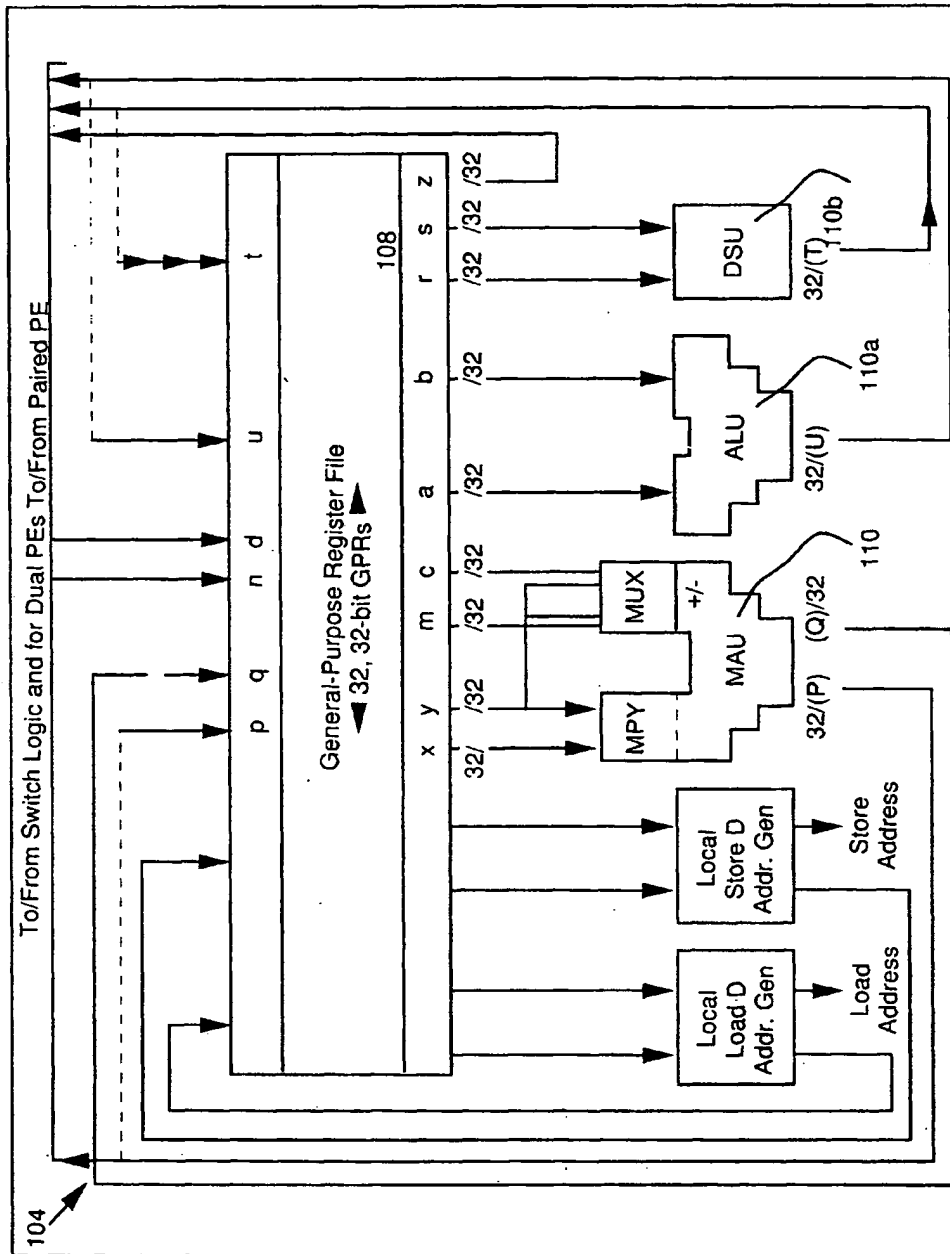 104
To/From Switch Logic and for Dual PEs To/From Paired PE
p
q
n
d
u
t
General-Purpose Register File
32, 32-bit GPRs
108
x
y
m
c
a
b
r
s
z
32/
/32
/32
/32
/32
/32
/32
/32
/32
Local
Load D
Addr. Gen
Load
Address
Local
Store D
Addr. Gen
Store
Address
MPY
MUX
+/-
MAU
32/(P)
(Q)/32
110
ALU
32/(U)
110a
DSU
32/(T)
110b